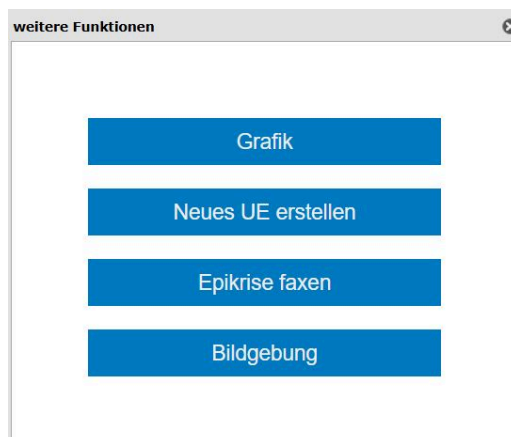 weitere Funktionen
Grafik
Neues UE erstellen
Epikrise faxen
Bildgebung